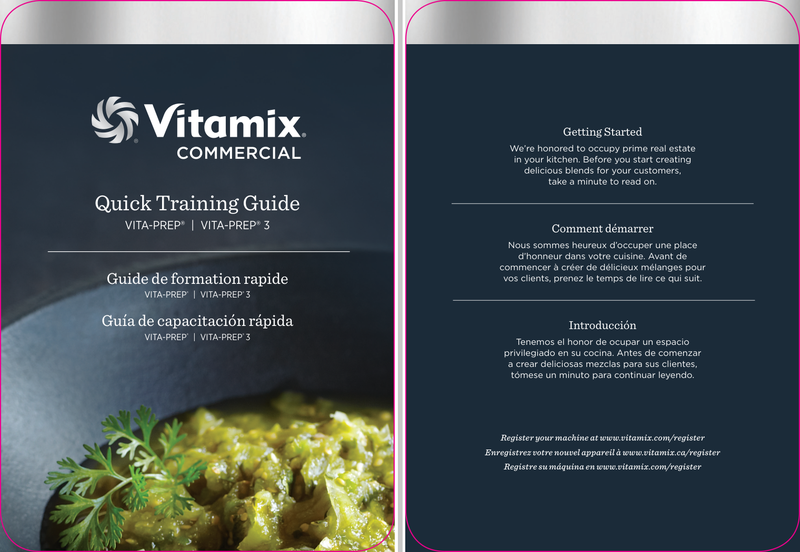 Vitamix®
COMMERCIAL
Quick Training Guide
VITA-PREP® | VITA-PREP® 3
Guide de formation rapide
VITA-PREP® | VITA-PREP® 3
Guía de capacitación rápida
VITA-PREP® | VITA-PREP® 3
Getting Started
We're honored to occupy prime real estate
in your kitchen. Before you start creating
delicious blends for your customers,
take a minute to read on.
Comment démarrer
Nous sommes heureux d'occuper une place
d'honneur dans votre cuisine. Avant de
commencer à créer de délicieux mélanges pour
vos clients, prenez le temps de lire ce qui suit.
Introducción
Tenemos el honor de ocupar un espacio
privilegiado en su cocina. Antes de comenzar
a crear deliciosas mezclas para sus clientes,
tómese un minuto para continuar leyendo.
Register your machine at www.vitamix.com/register
Enregistrez votre nouvel appareil à www.vitamix.ca/register
Registre su máquina en www.vitamix.com/register